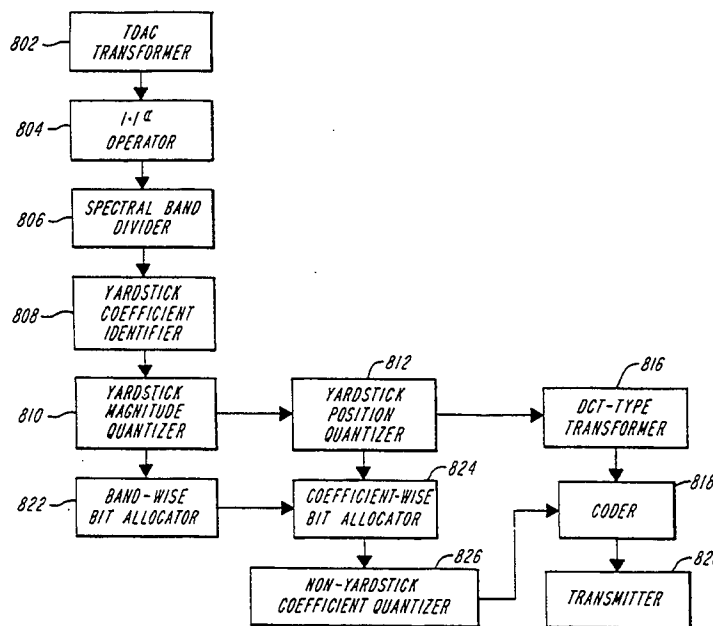 802
TDAC
TRANSFORMER
804
|·|α
OPERATOR
806
SPECTRAL BAND
DIVIDER
808
YARDSTICK
COEFFICIENT
IDENTIFIER
810
YARDSTICK
MAGNITUDE
QUANTIZER
812
YARDSTICK
POSITION
QUANTIZER
816
DCT-TYPE
TRANSFORMER
822
BAND-WISE
BIT ALLOCATOR
824
COEFFICIENT-WISE
BIT ALLOCATOR
818
CODER
826
NON-YARDSTICK
COEFFICIENT QUANTIZER
TRANSMITTER